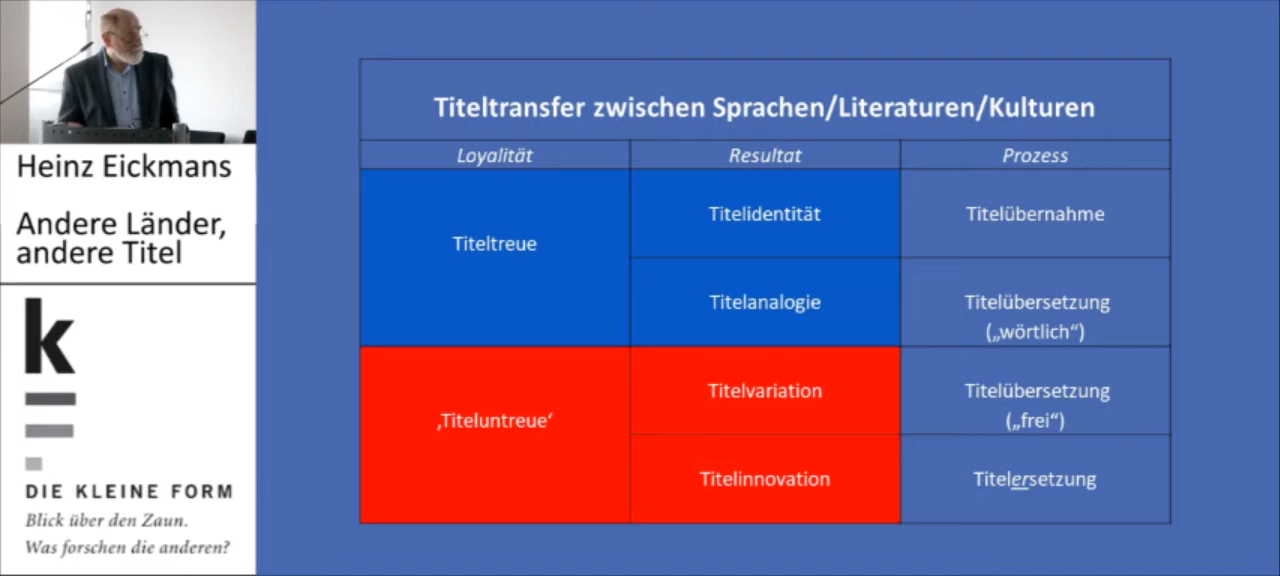 Heinz Eickmans
Andere Länder,
andere Titel
k
DIE KLEINE FORM
Blick über den Zaun.
Was forschen die anderen?
Titeltransfer zwischen Sprachen/Literaturen/Kulturen
Loyalität Resultat Prozess
Titeltreue
Titelidentität
Titelübernahme
Titelanalogie
Titelübersetzung
(„wörtlich“)
‚Titeluntreue‘
Titelvariation
Titelübersetzung
(„frei“)
Titelinnovation
Titelersetzung